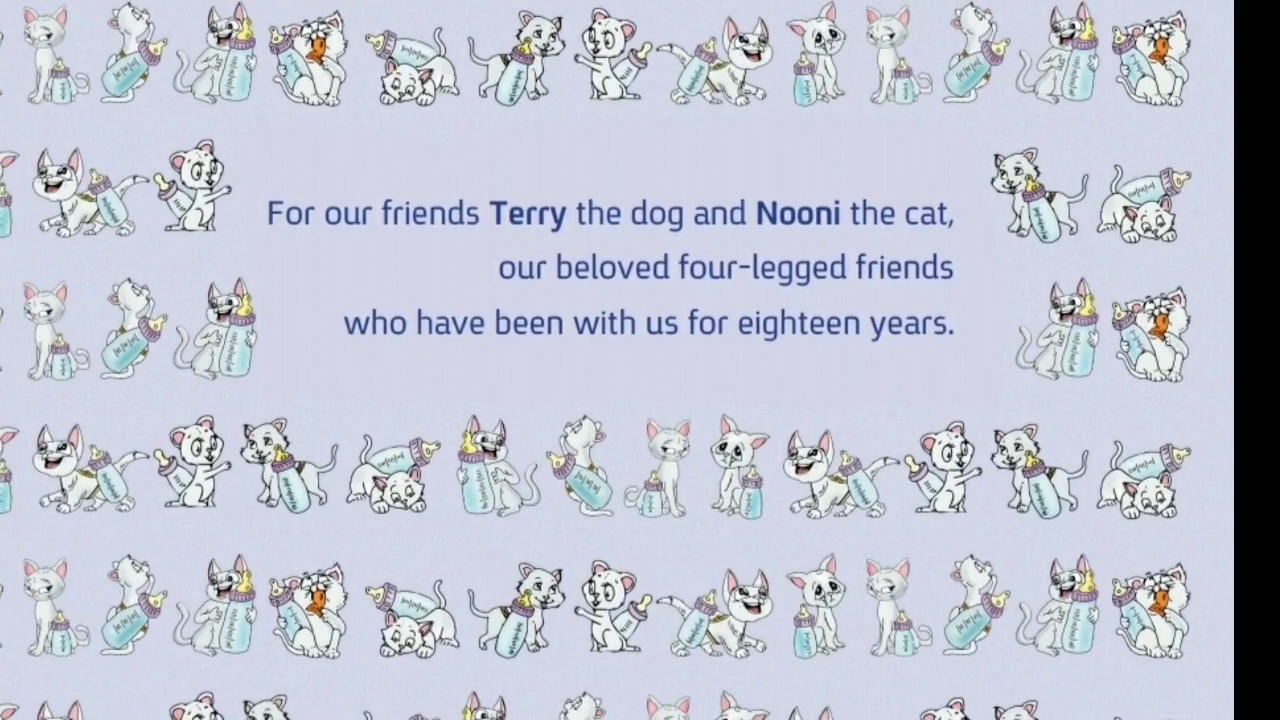 For our friends Terry the dog and Nooni the cat,
our beloved four-legged friends
who have been with us for eighteen years.